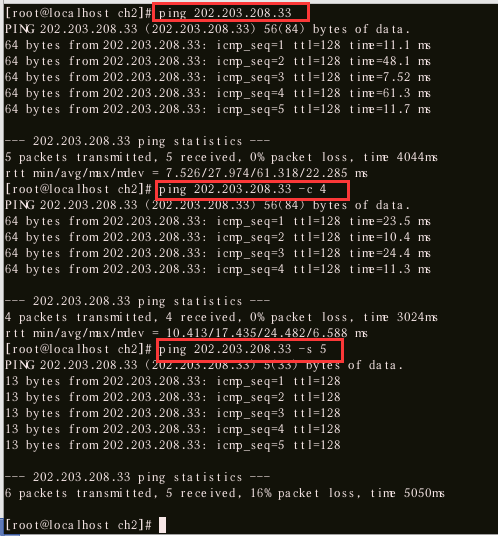 [root@localhost ch2]# ping 202.203.208.33
PING 202.203.208.33 (202.203.208.33) 56(84) bytes of data.
64 bytes from 202.203.208.33: icmp_seq=1 ttl=128 time=11.1 ms
64 bytes from 202.203.208.33: icmp_seq=2 ttl=128 time=48.1 ms
64 bytes from 202.203.208.33: icmp_seq=3 ttl=128 time=7.52 ms
64 bytes from 202.203.208.33: icmp_seq=4 ttl=128 time=61.3 ms
64 bytes from 202.203.208.33: icmp_seq=5 ttl=128 time=11.7 ms
--- 202.203.208.33 ping statistics ---
5 packets transmitted, 5 received, 0% packet loss, time 4044ms
rtt min/avg/max/mdev = 7.526/27.974/61.318/22.285 ms
[root@localhost ch2]# ping 202.203.208.33 -c 4
PING 202.203.208.33 (202.203.208.33) 56(84) bytes of data.
64 bytes from 202.203.208.33: icmp_seq=1 ttl=128 time=23.5 ms
64 bytes from 202.203.208.33: icmp_seq=2 ttl=128 time=10.4 ms
64 bytes from 202.203.208.33: icmp_seq=3 ttl=128 time=24.4 ms
64 bytes from 202.203.208.33: icmp_seq=4 ttl=128 time=11.3 ms
--- 202.203.208.33 ping statistics ---
4 packets transmitted, 4 received, 0% packet loss, time 3024ms
rtt min/avg/max/mdev = 10.413/17.435/24.482/6.588 ms
[root@localhost ch2]# ping 202.203.208.33 -s 5
PING 202.203.208.33 (202.203.208.33) 5(33) bytes of data.
13 bytes from 202.203.208.33: icmp_seq=1 ttl=128
13 bytes from 202.203.208.33: icmp_seq=2 ttl=128
13 bytes from 202.203.208.33: icmp_seq=3 ttl=128
13 bytes from 202.203.208.33: icmp_seq=4 ttl=128
13 bytes from 202.203.208.33: icmp_seq=5 ttl=128
--- 202.203.208.33 ping statistics ---
6 packets transmitted, 5 received, 16% packet loss, time 5050ms
[root@localhost ch2]#